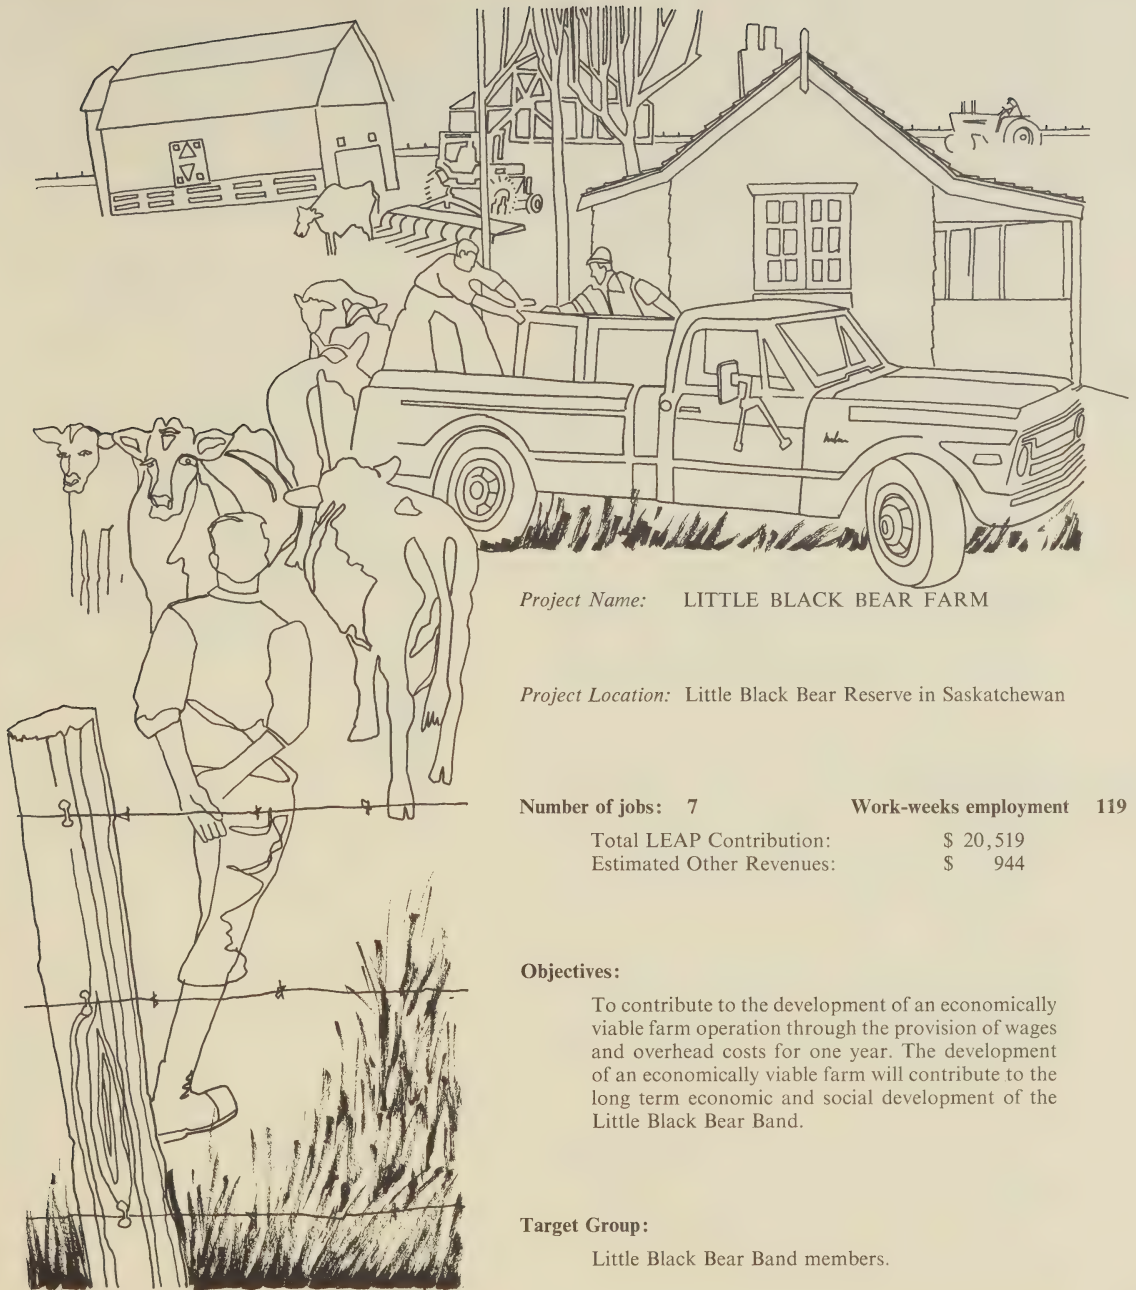 Project Name: LITTLE BLACK BEAR FARM
Project Location: Little Black Bear Reserve in Saskatchewan
Number of jobs: 7 Work-weeks employment 119
Total LEAP Contribution: $ 20,519
Estimated Other Revenues: $ 944
Objectives:
To contribute to the development of an economically
viable farm operation through the provision of wages
and overhead costs for one year. The development
of an economically viable farm will contribute to the
long term economic and social development of the
Little Black Bear Band.
Target Group:
Little Black Bear Band members.